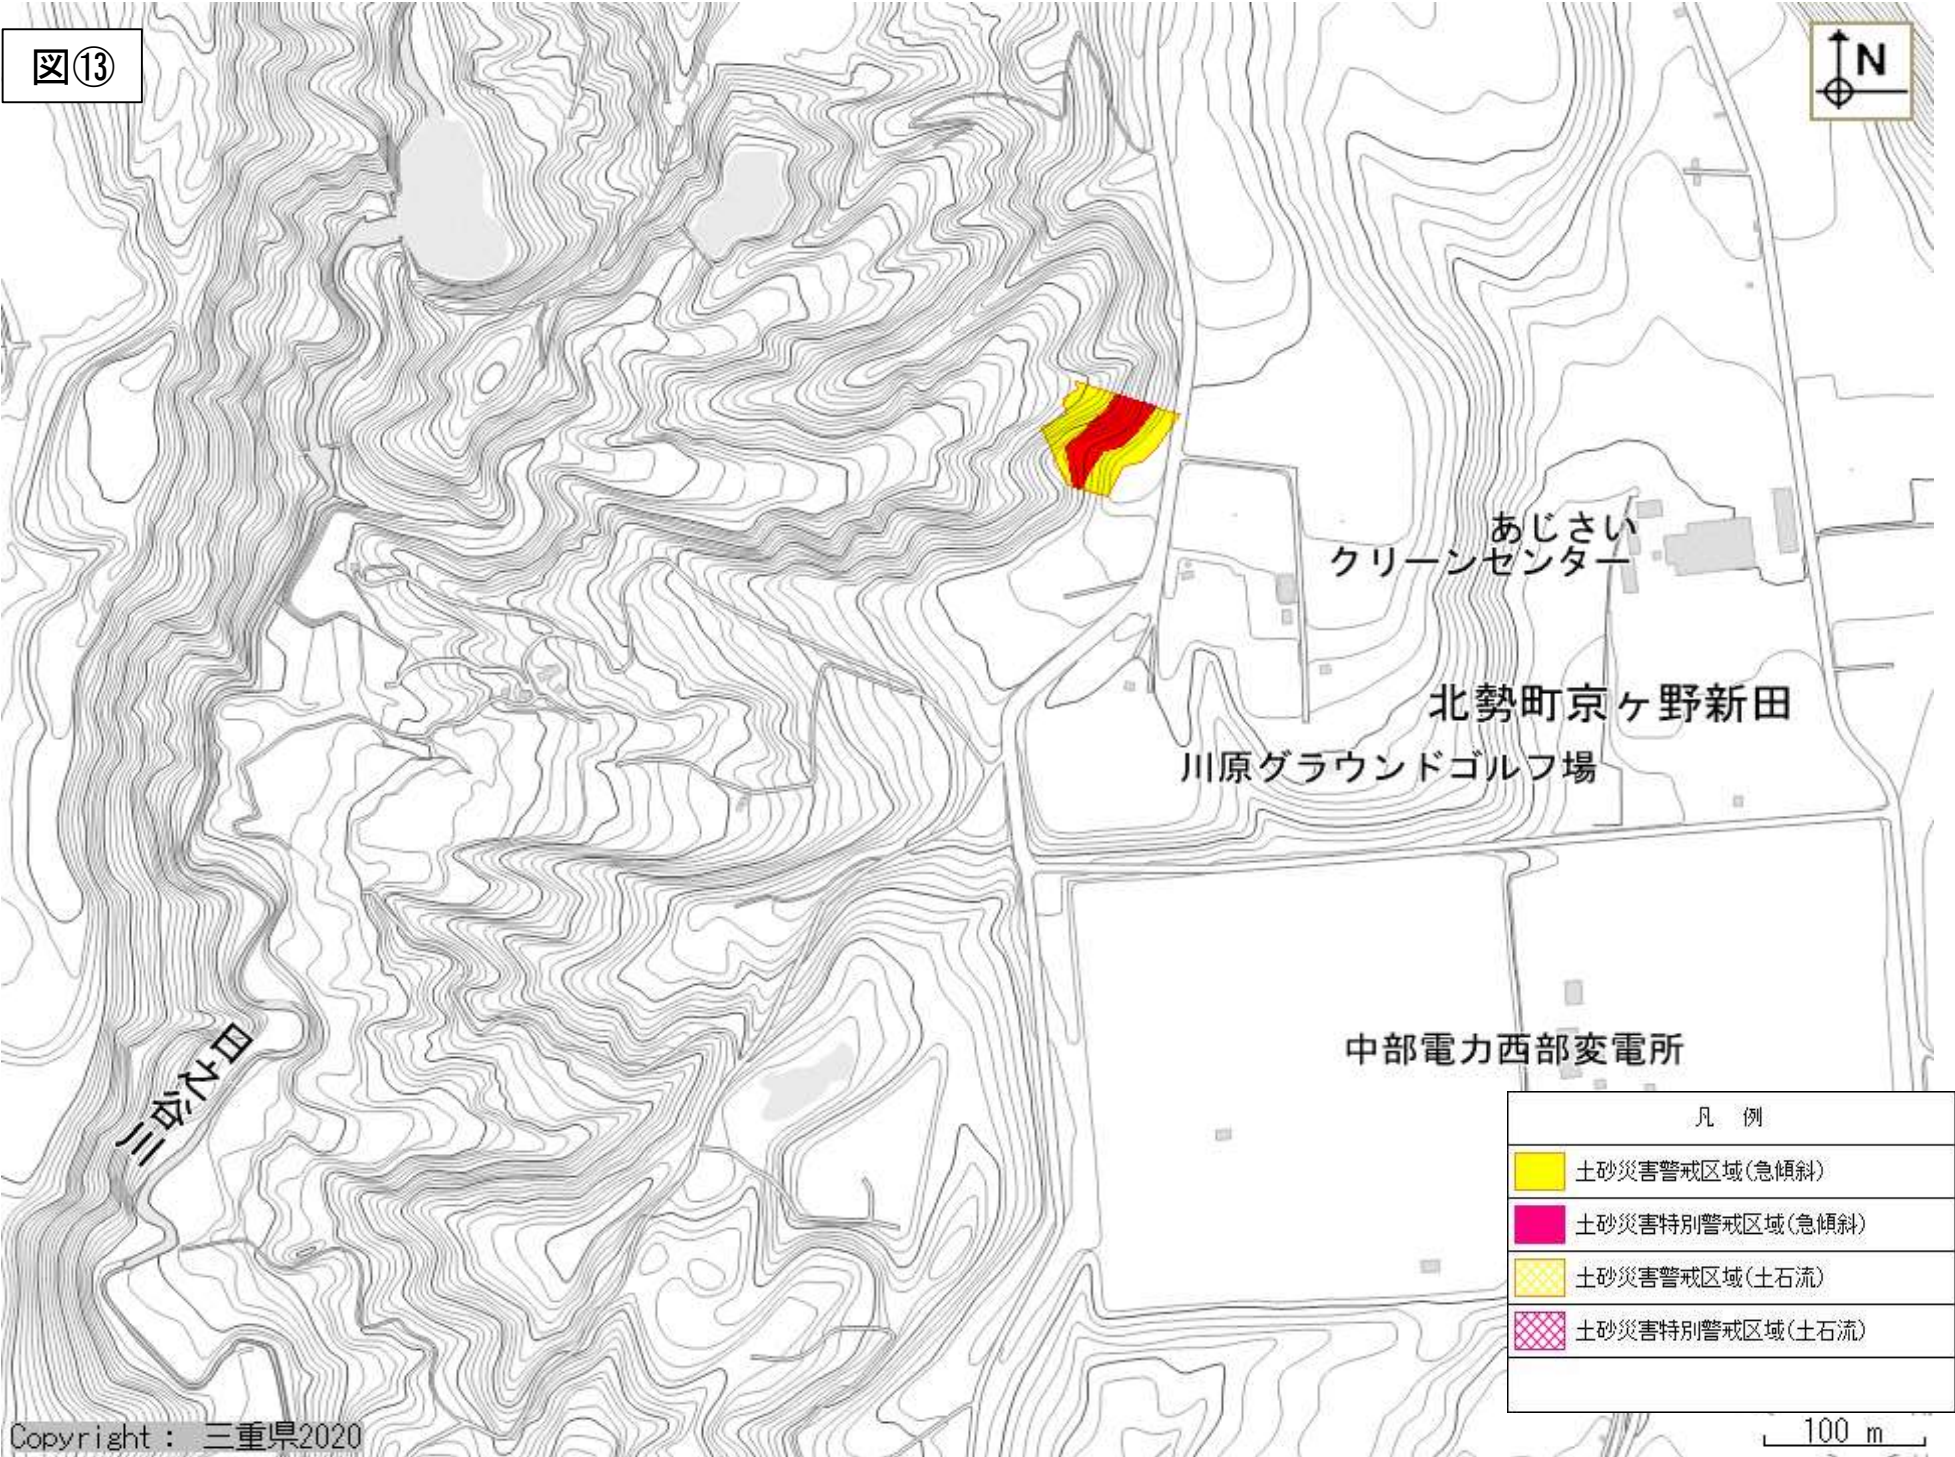 図⑬
N
あじさい
クリーンセンター
北勢町京ヶ野新田
川原グラウンドゴルフ場
中部電力西部変電所
日之谷川
凡 例
土砂災害警戒区域(急傾斜)
土砂災害特別警戒区域(急傾斜)
土砂災害警戒区域(土石流)
土砂災害特別警戒区域(土石流)
100 m
Copyright : 三重県2020